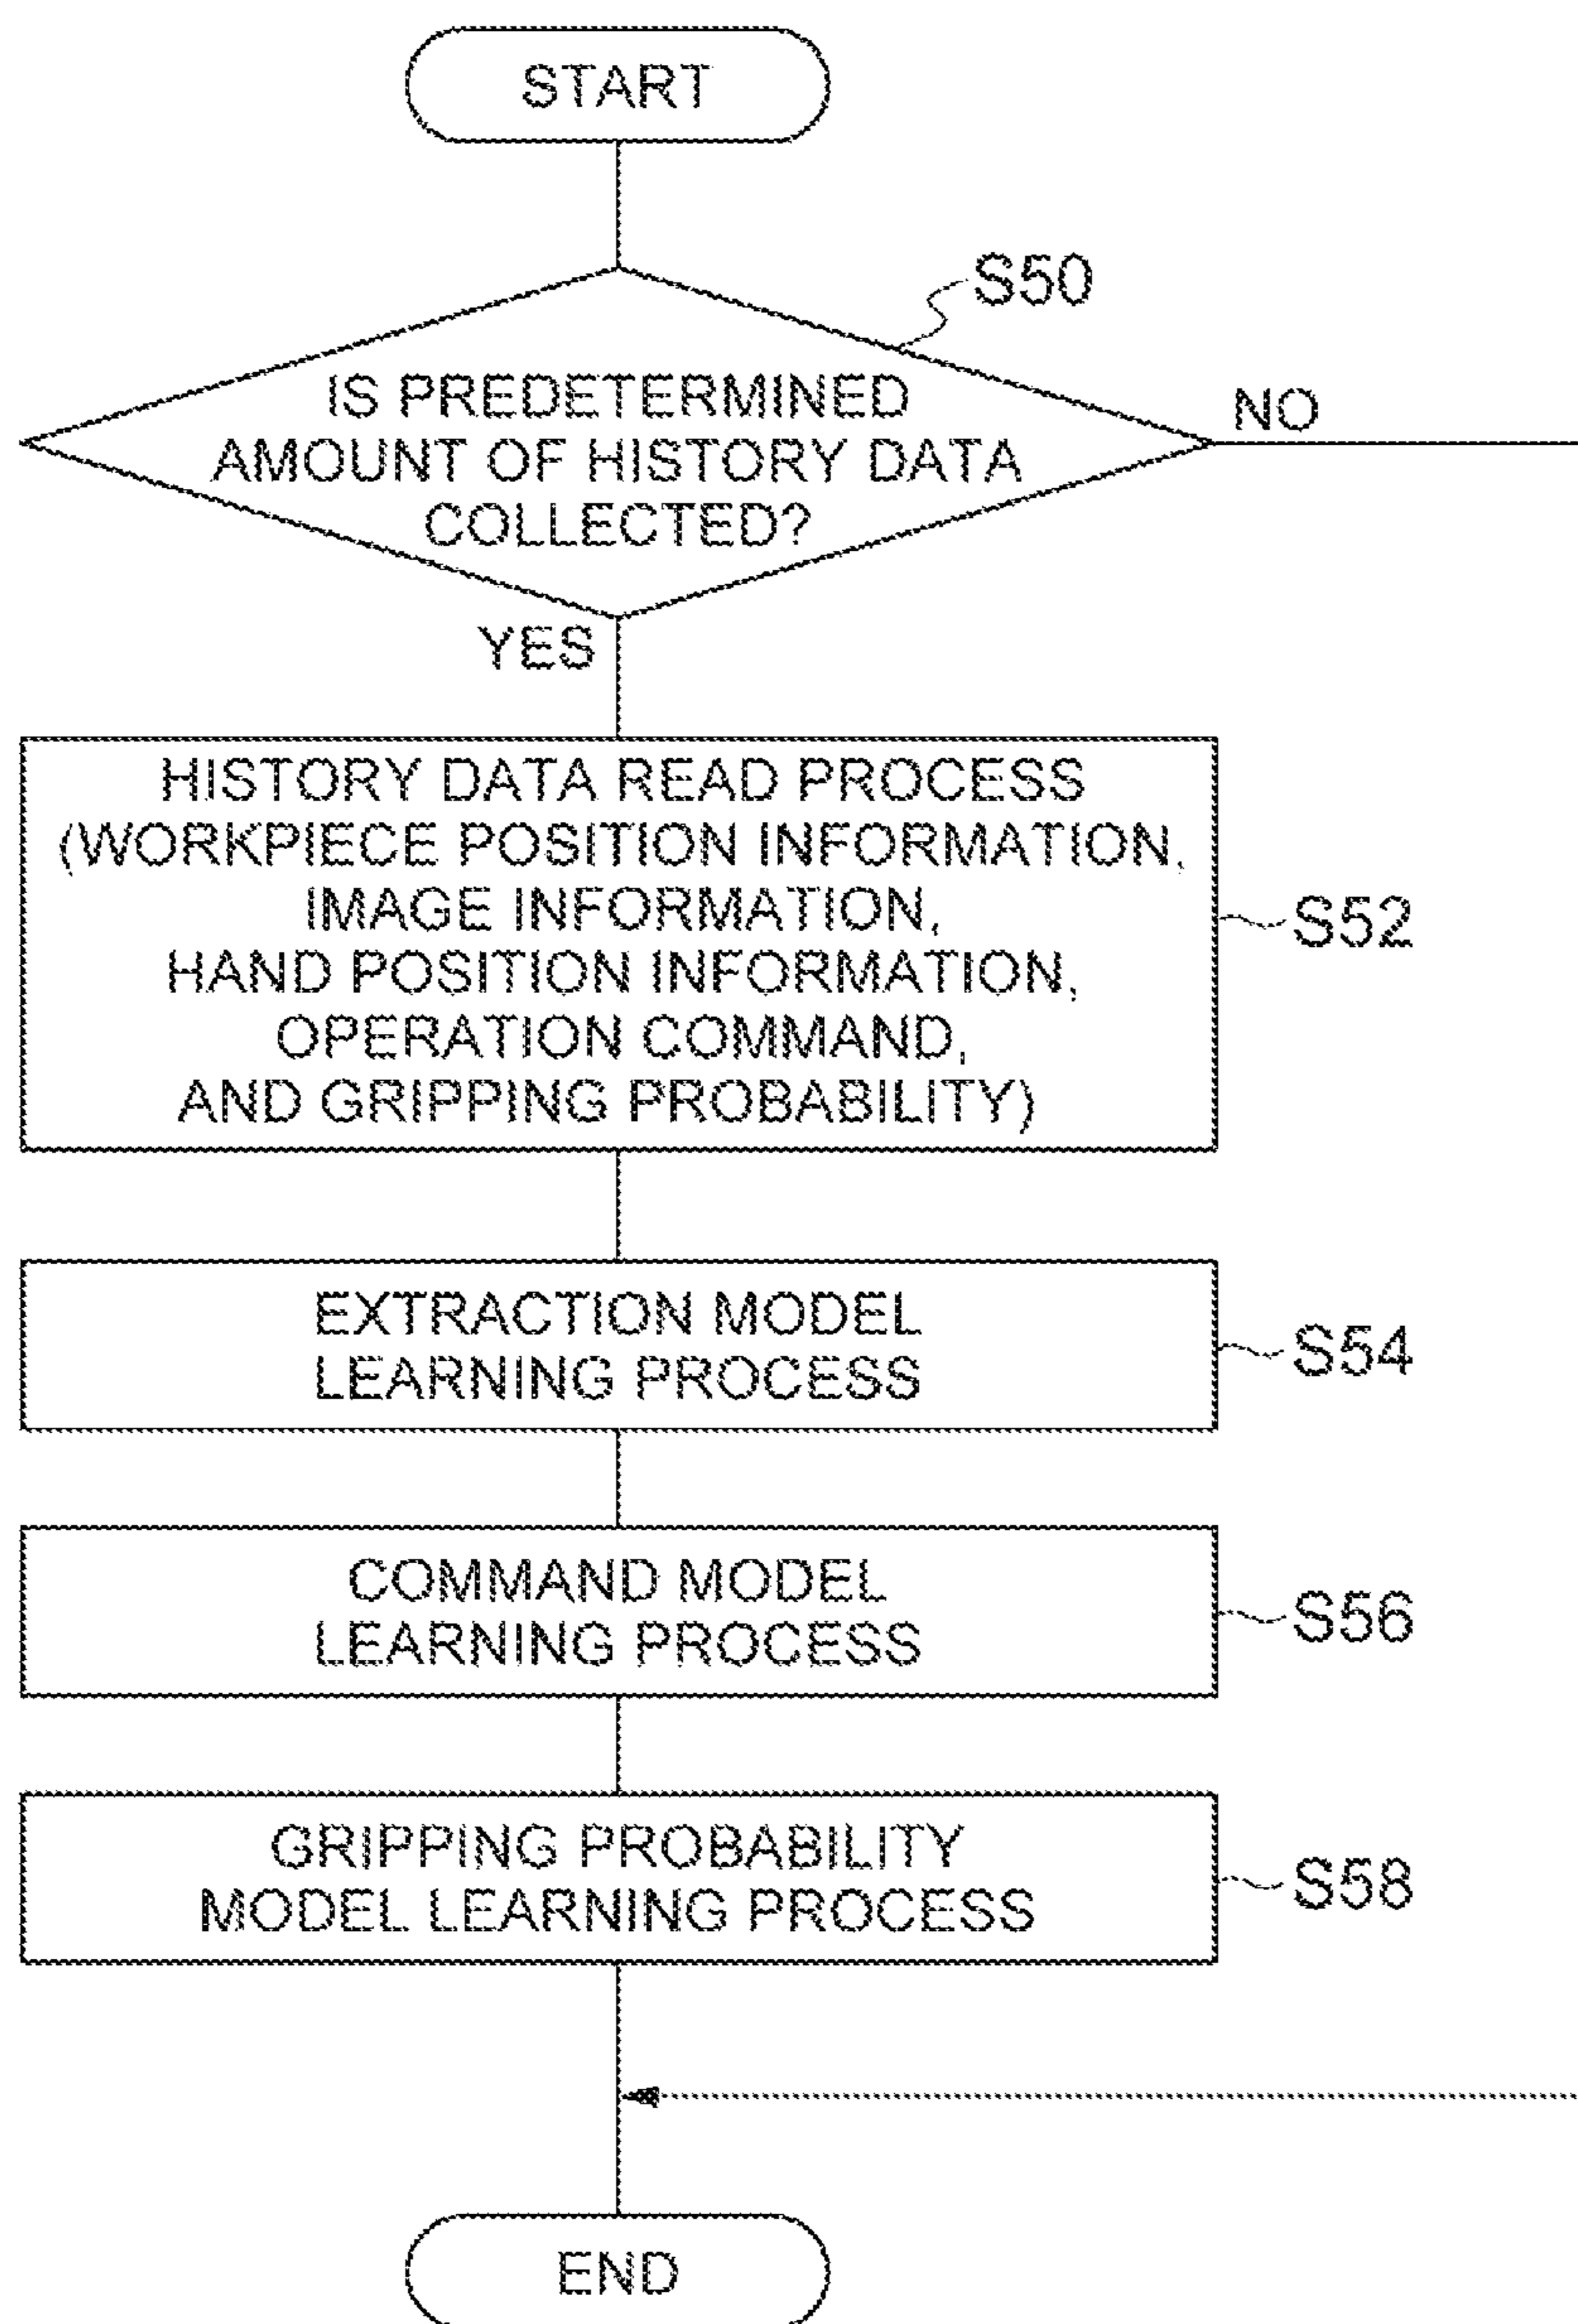 START
S50
IS PREDETERMINED
AMOUNT OF HISTORY DATA
COLLECTED?
NO
YES
HISTORY DATA READ PROCESS
(WORKPIECE POSITION INFORMATION,
IMAGE INFORMATION,
HAND POSITION INFORMATION,
OPERATION COMMAND,
AND GRIPPING PROBABILITY)
S52
EXTRACTION MODEL
LEARNING PROCESS
S54
COMMAND MODEL
LEARNING PROCESS
S56
GRIPPING PROBABILITY
MODEL LEARNING PROCESS
S58
END